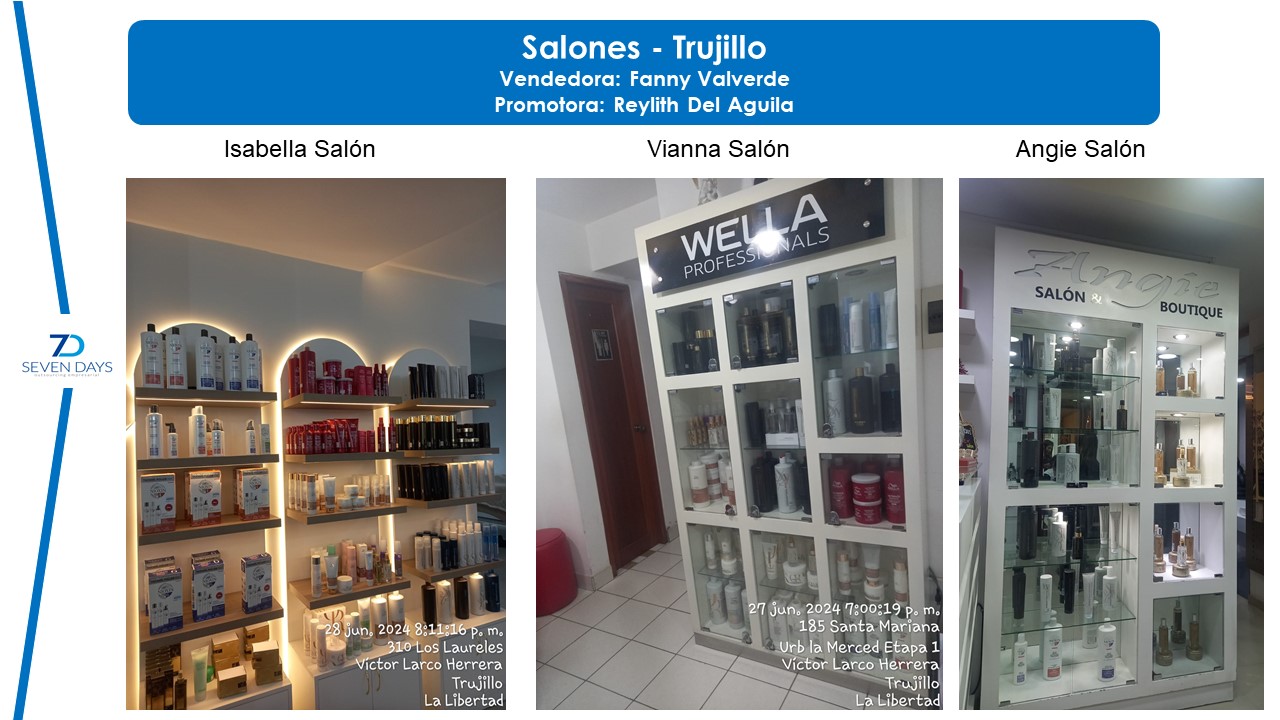 Salones - Trujillo
Vendedora: Fanny Valverde
Promotora: Reylith Del Aguila
Isabella Salón
Vianna Salón
Angie Salón
7D
SEVEN DAYS
28 jun. 2024 8:11:16 p. m.
310 Los Laureles
Víctor Larco Herrera
Trujillo
La Libertad
WELLA
PROFESSIONALS
27 jun. 2024 7:00:19 p. m.
185 Santa Mariana
Urb la Merced Etapa 1
Víctor Larco Herrera
Trujillo
La Libertad
Angie
SALÓN &
BOUTIQUE